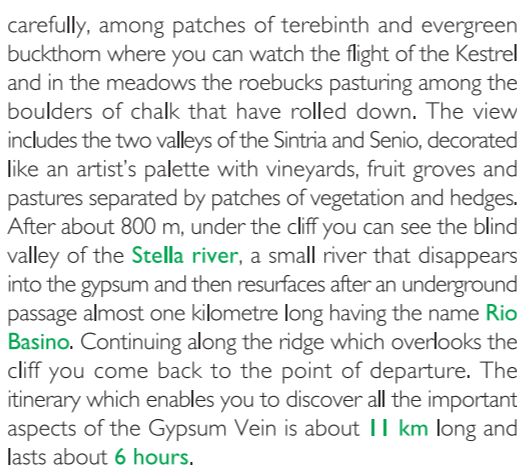 carefully, among patches of terebinth and evergreen
buckthorn where you can watch the flight of the Kestrel
and in the meadows the roebucks pasturing among the
boulders of chalk that have rolled down. The view
includes the two valleys of the Sintria and Senio, decorated
like an artist's palette with vineyards, fruit groves and
pastures separated by patches of vegetation and hedges.
After about 800 m, under the cliff you can see the blind
valley of the Stella river, a small river that disappears
into the gypsum and then resurfaces after an underground
passage almost one kilometre long having the name Rio
Basino. Continuing along the ridge which overlooks the
cliff you come back to the point of departure. The
itinerary which enables you to discover all the important
aspects of the Gypsum Vein is about 11 km long and
lasts about 6 hours.